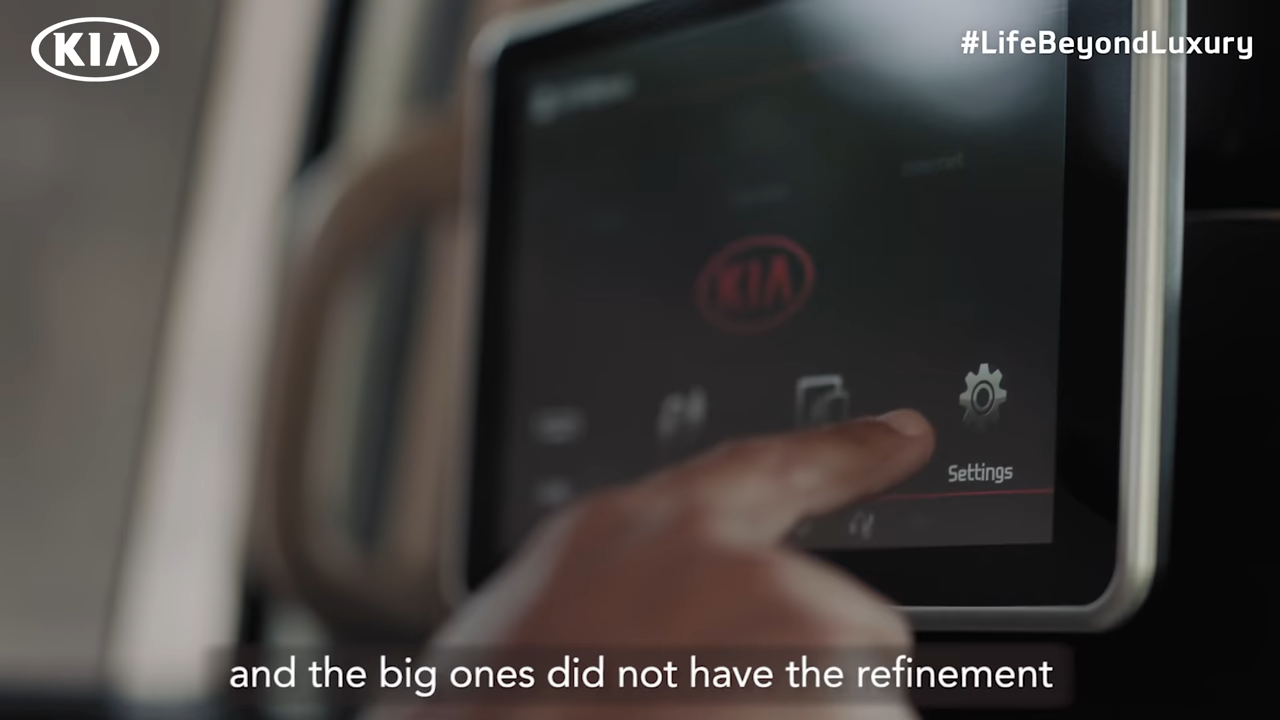 KIA
#LifeBeyondLuxury
KIA
Settings
and the big ones did not have the refinement